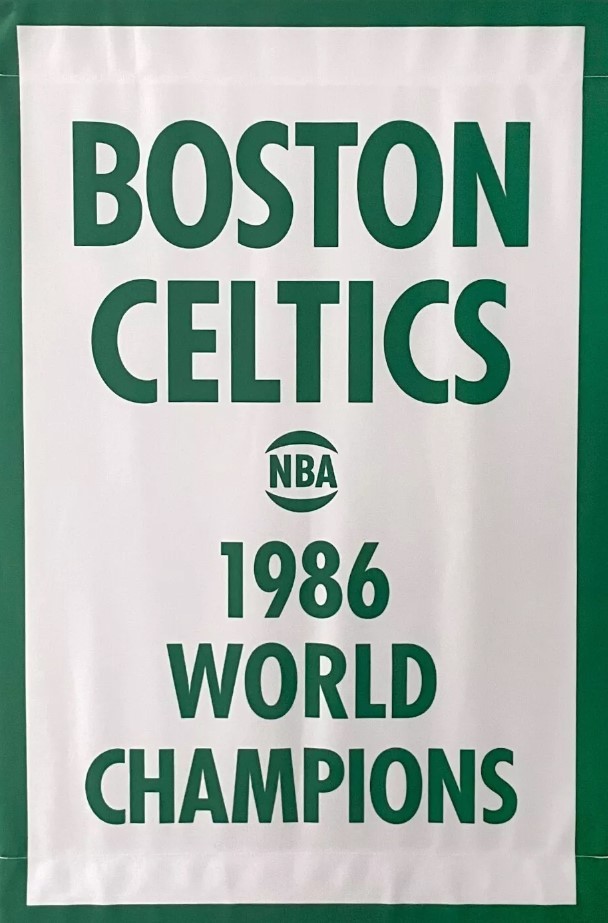 BOSTON
CELTICS
NBA
1986
WORLD
CHAMPIONS